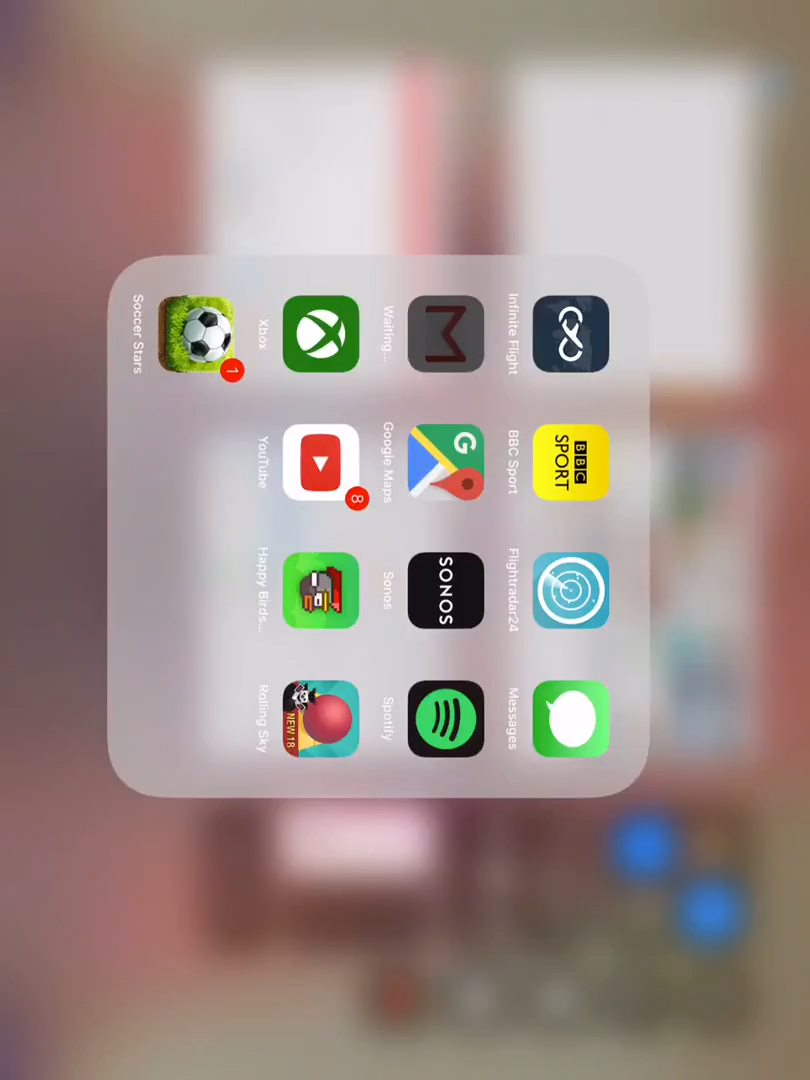 BBC
SPORT
Infinite Flight
BBC Sport
Flightradar24
Messages
M
G
SONOS
Waiting...
Google Maps
Sonos
Spotify
8
NEW 18
Xbox
YouTube
Happy Birds...
Rolling Sky
1
Soccer Stars